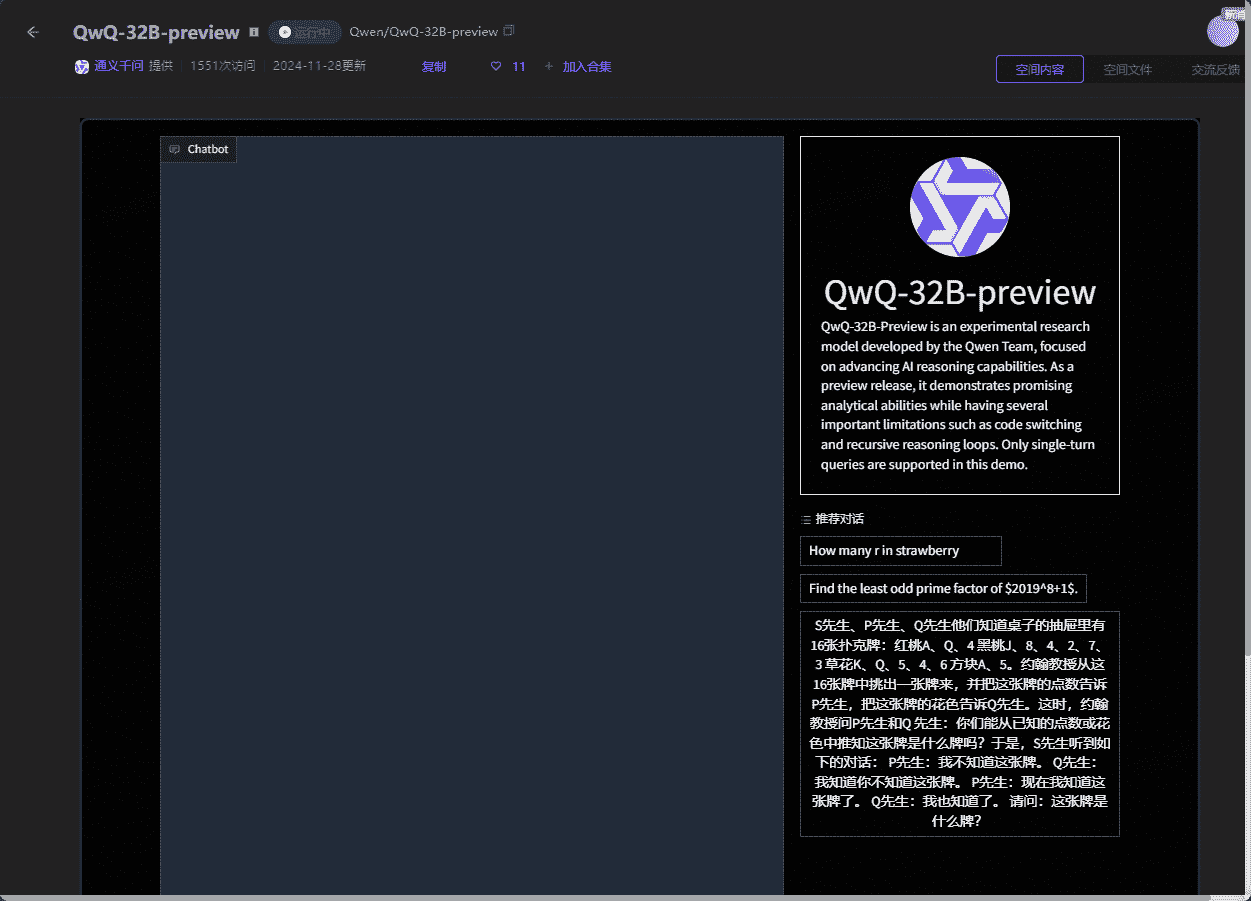 QwQ-32B-preview
运行中
Qwen/QwQ-32B-preview
通义千问 提供
1551次访问
2024-11-28更新
复制
11
+ 加入合集
空间内容
空间文件
交流反馈
Chatbot
QwQ-32B-preview
QwQ-32B-Preview is an experimental research
model developed by the Qwen Team, focused
on advancing AI reasoning capabilities. As a
preview release, it demonstrates promising
analytical abilities while having several
important limitations such as code switching
and recursive reasoning loops. Only single-turn
queries are supported in this demo.
推荐对话
How many r in strawberry
Find the least odd prime factor of $2019^8+1$.
S先生、P先生、Q先生他们知道桌子的抽屉里有
16张扑克牌：红桃A、Q、4 黑桃J、8、4、2、7、
3 草花K、Q、5、4、6 方块A、5。约翰教授从这
16张牌中挑出一张牌来，并把这张牌的点数告诉
P先生，把这张牌的花色告诉Q先生。这时，约翰
教授问P先生和Q 先生：你们能从已知的点数或花
色中推知这张牌是什么牌吗？于是，S先生听到如
下的对话： P先生：我不知道这张牌。 Q先生：
我知道你不知道这张牌。 P先生：现在我知道这
张牌了。 Q先生：我也知道了。 请问：这张牌是
什么牌？